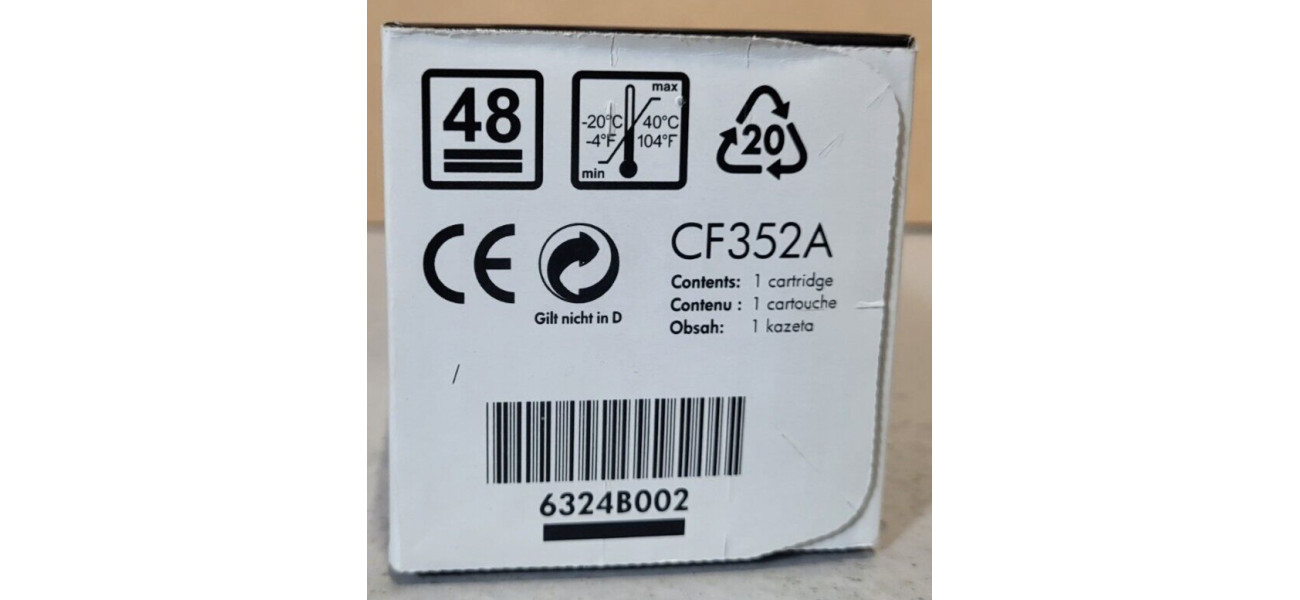 48
max
-20°C 40°C
-4°F 104°F
min
20
CE
Gilt nicht in D
CF352A
Contents: 1 cartridge
Contenu : 1 cartouche
Obsah: 1 kazeta
6324B002